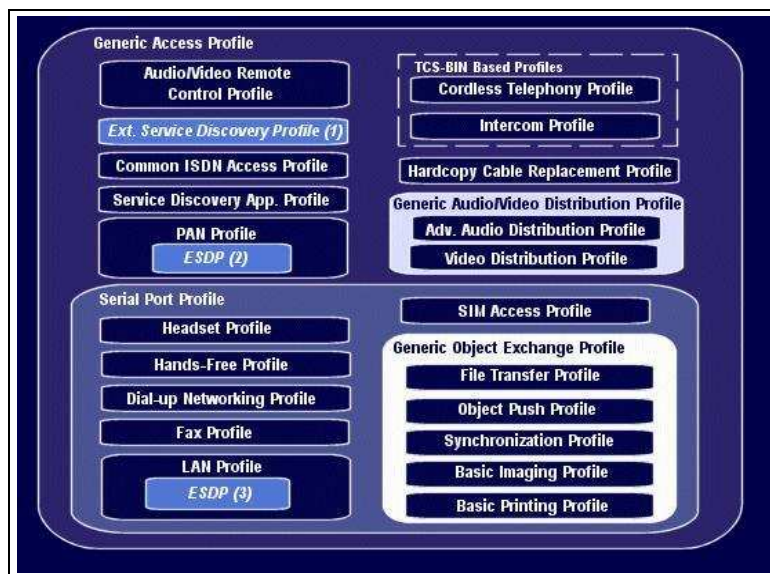 Generic Access Profile
Audio/Video Remote
Control Profile
Ext. Service Discovery Profile (1)
Common ISDN Access Profile
Service Discovery App. Profile
PAN Profile
ESDP (2)
TCS-BIN Based Profiles
Cordless Telephony Profile
Intercom Profile
Hardcopy Cable Replacement Profile
Generic Audio/Video Distribution Profile
Adv. Audio Distribution Profile
Video Distribution Profile
Serial Port Profile
Headset Profile
Hands-Free Profile
Dial-up Networking Profile
Fax Profile
LAN Profile
ESDP (3)
SIM Access Profile
Generic Object Exchange Profile
File Transfer Profile
Object Push Profile
Synchronization Profile
Basic Imaging Profile
Basic Printing Profile